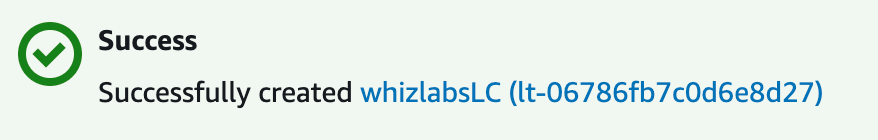 Success
Successfully created whizlabsLC (lt-06786fb7c0d6e8d27)